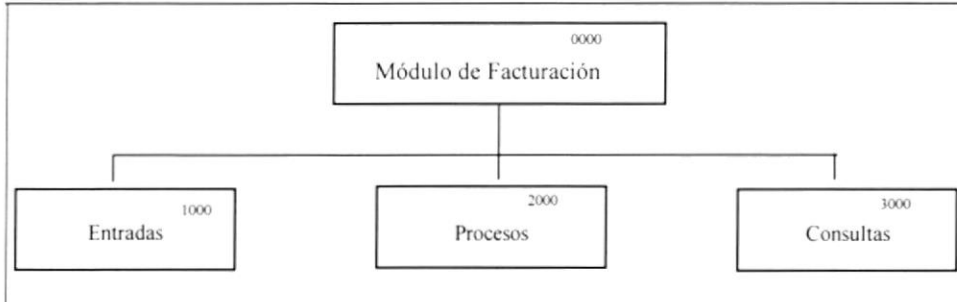 0000
Módulo de Facturación
1000
Entradas
2000
Procesos
3000
Consultas